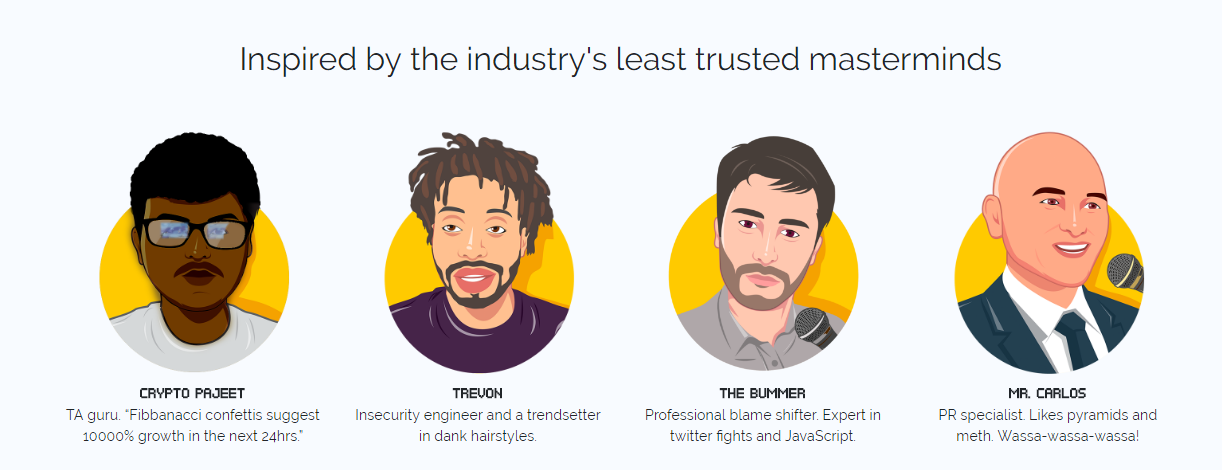 Inspired by the industry's least trusted masterminds
CRYPTO PAJEET
TA guru. “Fibbanacci confettis suggest
10000% growth in the next 24hrs.”
TREVON
Insecurity engineer and a trendsetter
in dank hairstyles.
THE BUMMER
Professional blame shifter. Expert in
twitter fights and JavaScript.
MR. CARLOS
PR specialist. Likes pyramids and
meth. Wassa-wassa-wassa!